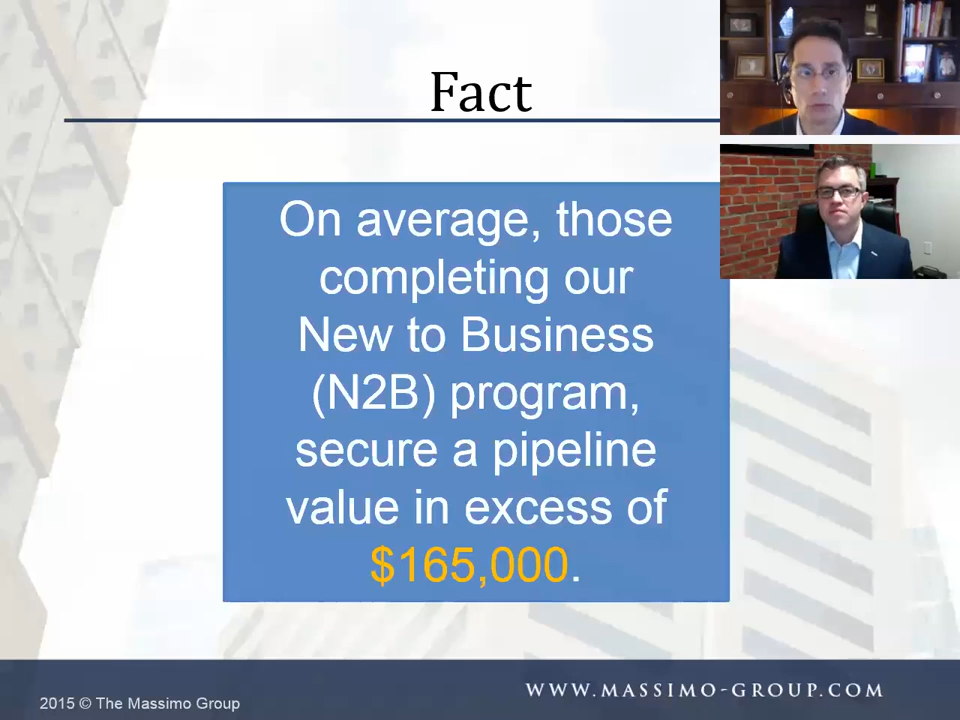 Fact
On average, those
completing our
New to Business
(N2B) program,
secure a pipeline
value in excess of
$165,000.
2015 © The Massimo Group
WWW.MASSIMO-GROUP.COM